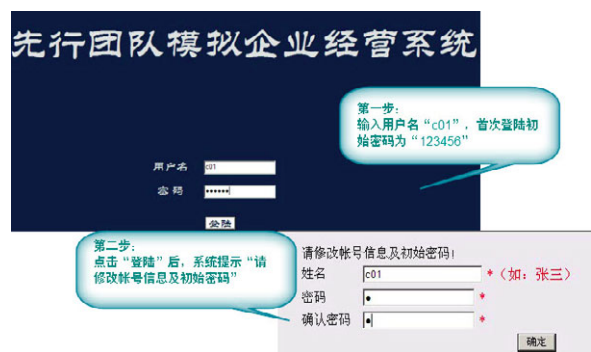 先行团队模拟企业经营系统
第一步：
输入用户名“c01”，首次登陆初
始密码为“123456”
用户名 c01
密码 ••••••
登陆
第二步：
点击“登陆”后，系统提示“请
修改帐号信息及初始密码”
请修改帐号信息及初始密码！
姓名 c01 *（如：张三）
密码 • *
确认密码 • *
确定